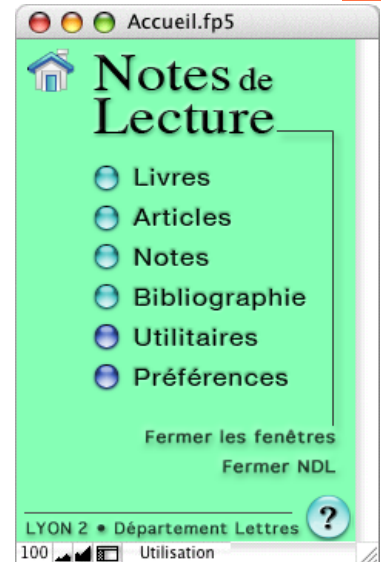 Accueil.fp5
Notes de
Lecture
Livres
Articles
Notes
Bibliographie
Utilitaires
Préférences
Fermer les fenêtres
Fermer NDL
LYON 2 • Département Lettres ?
100 Utilisation